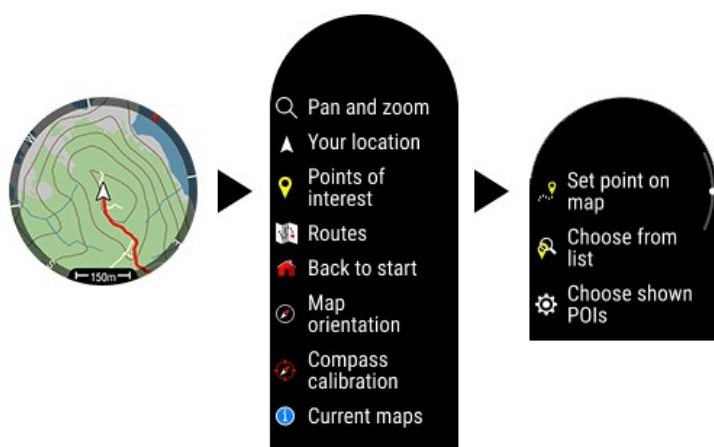 W
150m
Pan and zoom
Your location
Points of
interest
Routes
Back to start
Map
orientation
Compass
calibration
Current maps
Set point on
map
Choose from
list
Choose shown
POIs